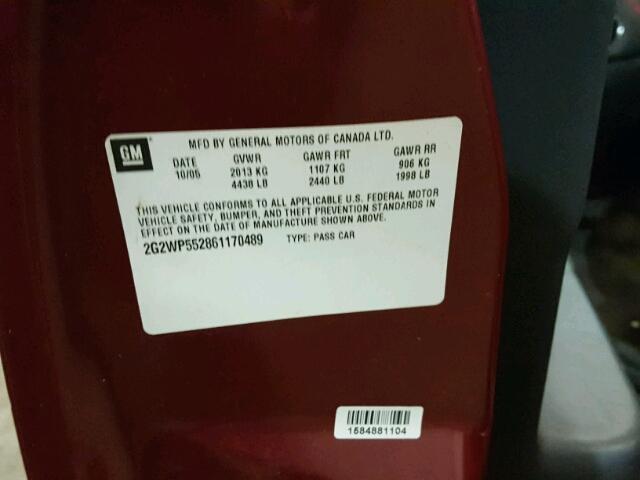 MFD BY GENERAL MOTORS OF CANADA LTD.
GM
DATE GVWR GAWR FRT GAWR RR
10/05 2013 KG 1107 KG 906 KG
4438 LB 2440 LB 1998 LB
THIS VEHICLE CONFORMS TO ALL APPLICABLE U.S. FEDERAL MOTOR
VEHICLE SAFETY, BUMPER, AND THEFT PREVENTION STANDARDS IN
EFFECT ON THE DATE OF MANUFACTURE SHOWN ABOVE.
2G2WP552861170489 TYPE: PASS CAR
1584881104